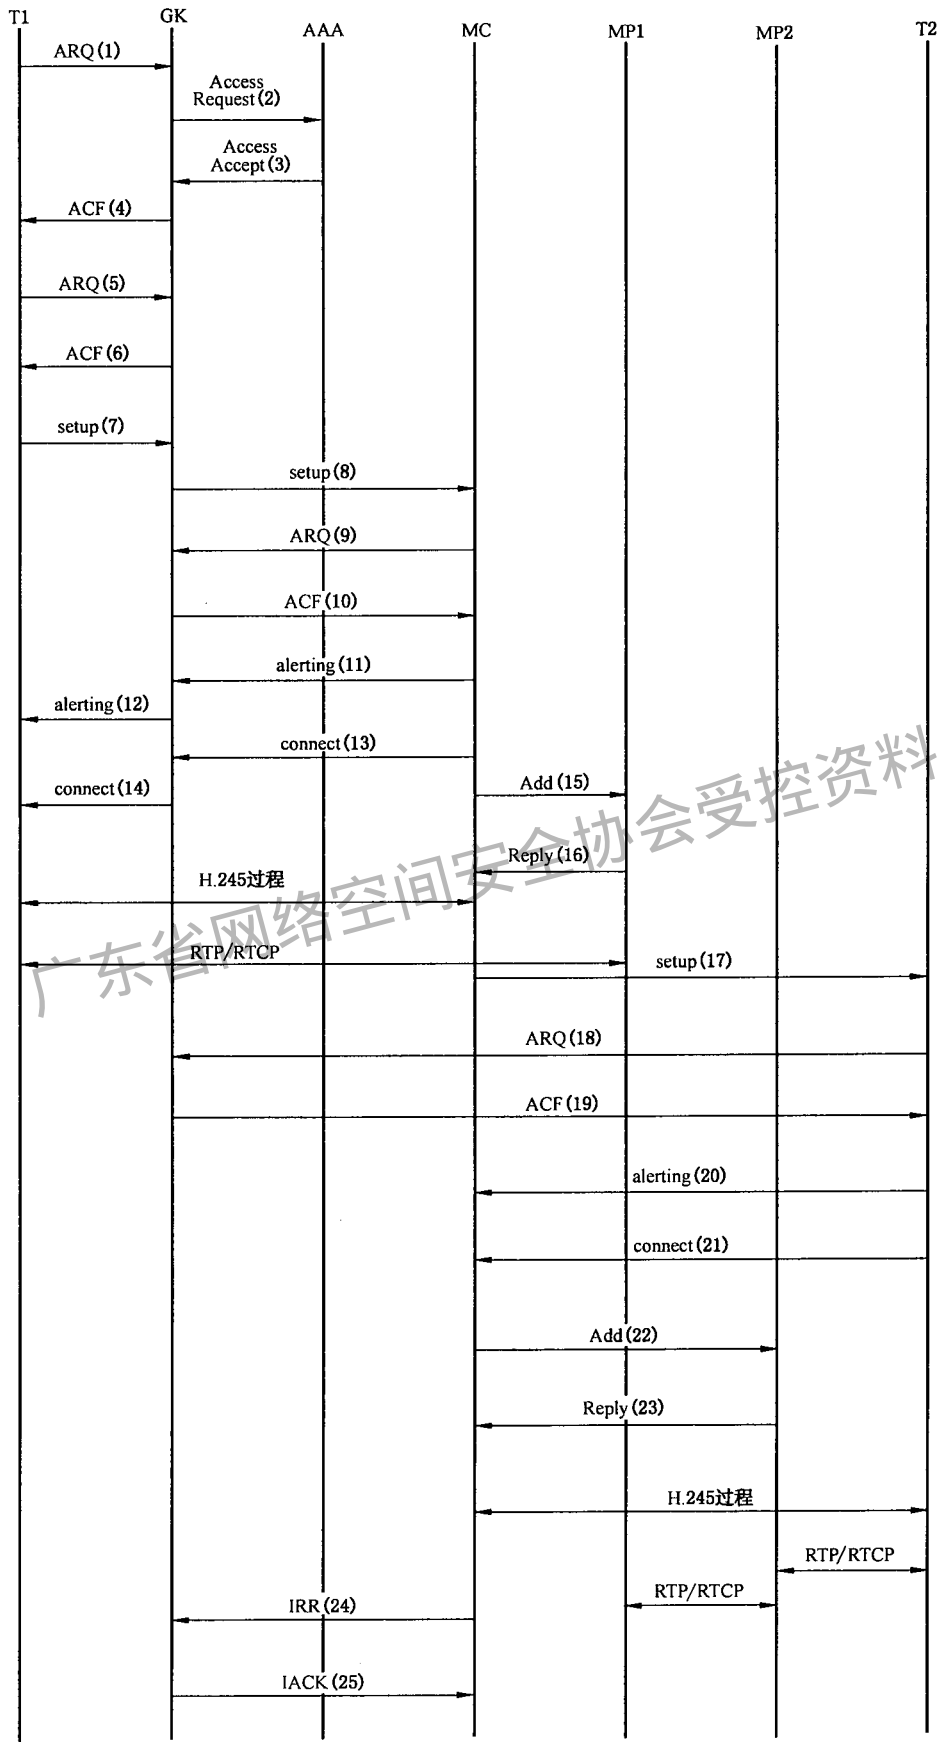 T1
GK
AAA
MC
MP1
MP2
T2
ARQ(1)
Access
Request(2)
Access
Accept(3)
ACF(4)
ARQ(5)
ACF(6)
setup(7)
setup(8)
ARQ(9)
ACF(10)
alerting(11)
alerting(12)
connect(13)
Add(15)
connect(14)
Reply(16)
H.245过程
RTP/RTCP
setup(17)
广东省网络空间安全协会受控资料
ARQ(18)
ACF(19)
alerting(20)
connect(21)
Add(22)
Reply(23)
H.245过程
RTP/RTCP
RTP/RTCP
IRR(24)
IACK(25)